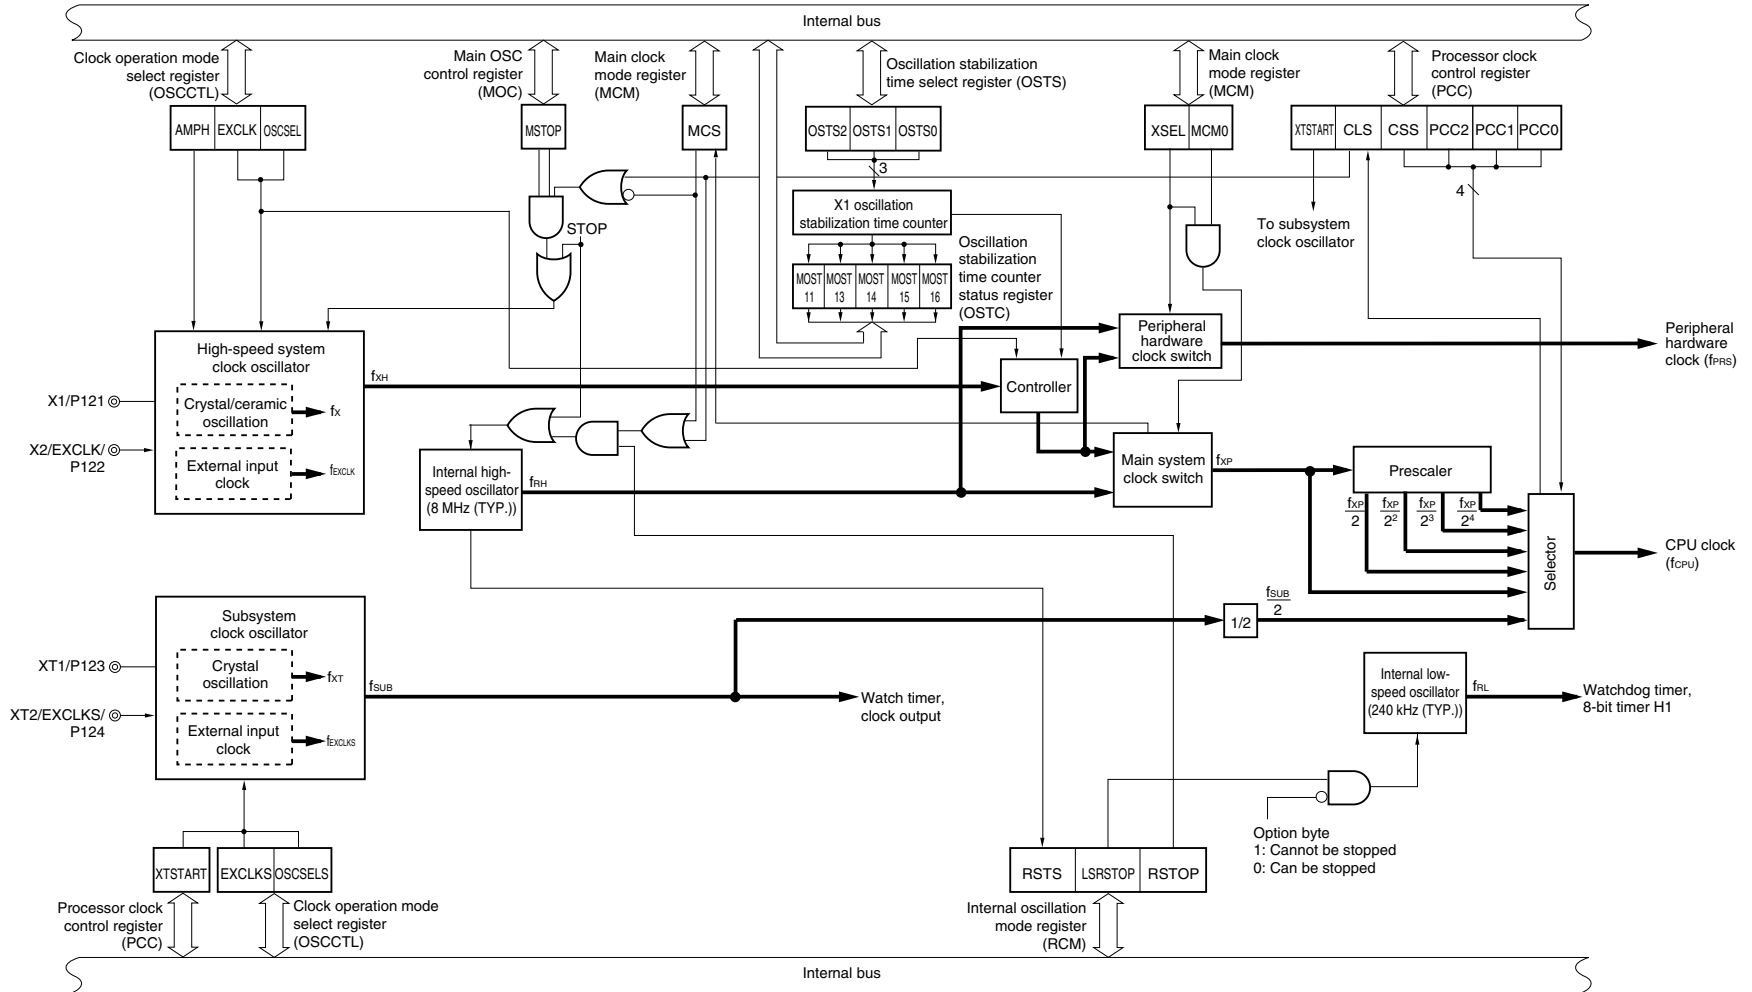 Internal bus
Clock operation mode
select register
(OSCCTL)
Main OSC
control register
(MOC)
Main clock
mode register
(MCM)
Oscillation stabilization
time select register (OSTS)
Main clock
mode register
(MCM)
Processor clock
control register
(PCC)
AMPH EXCLK OSCSEL
MSTOP
MCS
OSTS2 OSTS1 OSTS0
XSEL MCM0
XTSTART CLS CSS PCC2 PCC1 PCC0
3
4
X1 oscillation
stabilization time counter
To subsystem
clock oscillator
STOP
Oscillation
stabilization
time counter
status register
(OSTC)
MOST MOST MOST MOST MOST
11 13 14 15 16
High-speed system
clock oscillator
Crystal/ceramic
oscillation
fX
External input
clock
fEXCLK
X1/P121
X2/EXCLK/
P122
fXH
Controller
Peripheral
hardware
clock switch
Peripheral
hardware
clock (fPRS)
Internal high-
speed oscillator
(8 MHz (TYP.))
fRH
Main system
clock switch
fXP
Prescaler
fXP fXP fXP fXP
2 2² 2³ 2⁴
Selector
CPU clock
(fCPU)
fSUB
2
1/2
Subsystem
clock oscillator
Crystal
oscillation
fXT
External input
clock
fEXCLKS
XT1/P123
XT2/EXCLKS/
P124
fSUB
Watch timer,
clock output
Internal low-
speed oscillator
(240 kHz (TYP.))
fRL
Watchdog timer,
8-bit timer H1
Option byte
1: Cannot be stopped
0: Can be stopped
XTSTART
EXCLKS OSCSELS
RSTS LSRSTOP RSTOP
Processor clock
control register
(PCC)
Clock operation mode
select register
(OSCCTL)
Internal oscillation
mode register
(RCM)
Internal bus